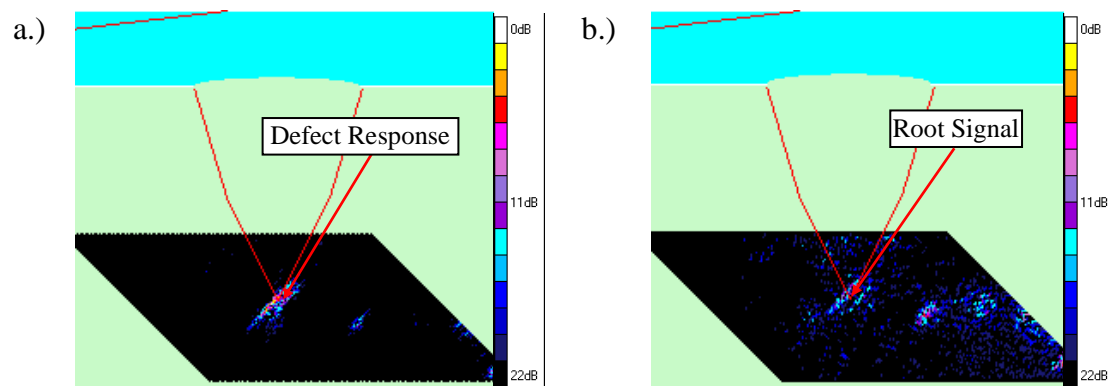 a.)
0dB
Defect Response
11dB
22dB
b.)
0dB
Root Signal
11dB
22dB